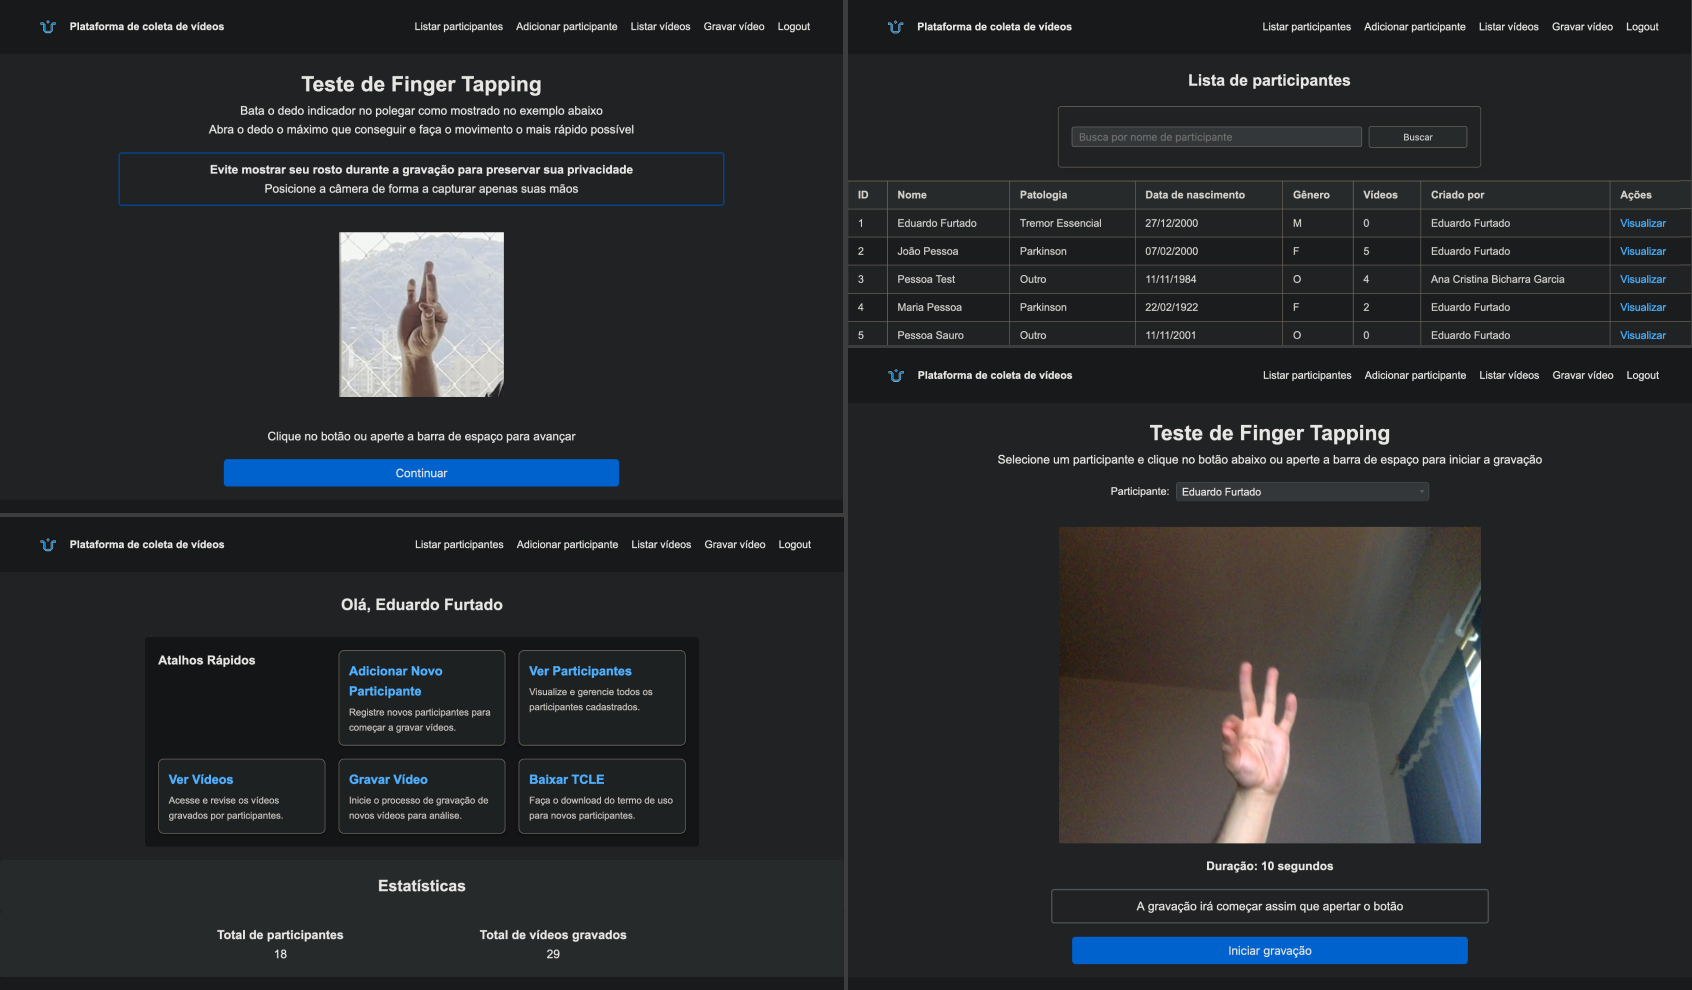 Plataforma de coleta de vídeos
Listar participantes Adicionar participante Listar vídeos Gravar vídeo Logout
Teste de Finger Tapping
Bata o dedo indicador no polegar como mostrado no exemplo abaixo
Abra o dedo o máximo que conseguir e faça o movimento o mais rápido possível
Evite mostrar seu rosto durante a gravação para preservar sua privacidade
Posicione a câmera de forma a capturar apenas suas mãos
Clique no botão ou aperte a barra de espaço para avançar
Continuar
Plataforma de coleta de vídeos
Listar participantes Adicionar participante Listar vídeos Gravar vídeo Logout
Olá, Eduardo Furtado
Atalhos Rápidos
Adicionar Novo
Participante
Registre novos participantes para
começar a gravar vídeos.
Ver Participantes
Visualize e gerencie todos os
participantes cadastrados.
Ver Vídeos
Acesse e revise os vídeos
gravados por participantes.
Gravar Vídeo
Inicie o processo de gravação de
novos vídeos para análise.
Baixar TCLE
Faça o download do termo de uso
para novos participantes.
Estatísticas
Total de participantes
18
Total de vídeos gravados
29
Plataforma de coleta de vídeos
Listar participantes Adicionar participante Listar vídeos Gravar vídeo Logout
Lista de participantes
Busca por nome de participante
Buscar
ID Nome Patologia Data de nascimento Gênero Vídeos Criado por Ações
1 Eduardo Furtado Tremor Essencial 27/12/2000 M 0 Eduardo Furtado Visualizar
2 João Pessoa Parkinson 07/02/2000 F 5 Eduardo Furtado Visualizar
3 Pessoa Test Outro 11/11/1984 O 4 Ana Cristina Bicharra Garcia Visualizar
4 Maria Pessoa Parkinson 22/02/1922 F 2 Eduardo Furtado Visualizar
5 Pessoa Sauro Outro 11/11/2001 O 0 Eduardo Furtado Visualizar
Plataforma de coleta de vídeos
Listar participantes Adicionar participante Listar vídeos Gravar vídeo Logout
Teste de Finger Tapping
Selecione um participante e clique no botão abaixo ou aperte a barra de espaço para iniciar a gravação
Participante: Eduardo Furtado
Duração: 10 segundos
A gravação irá começar assim que apertar o botão
Iniciar gravação